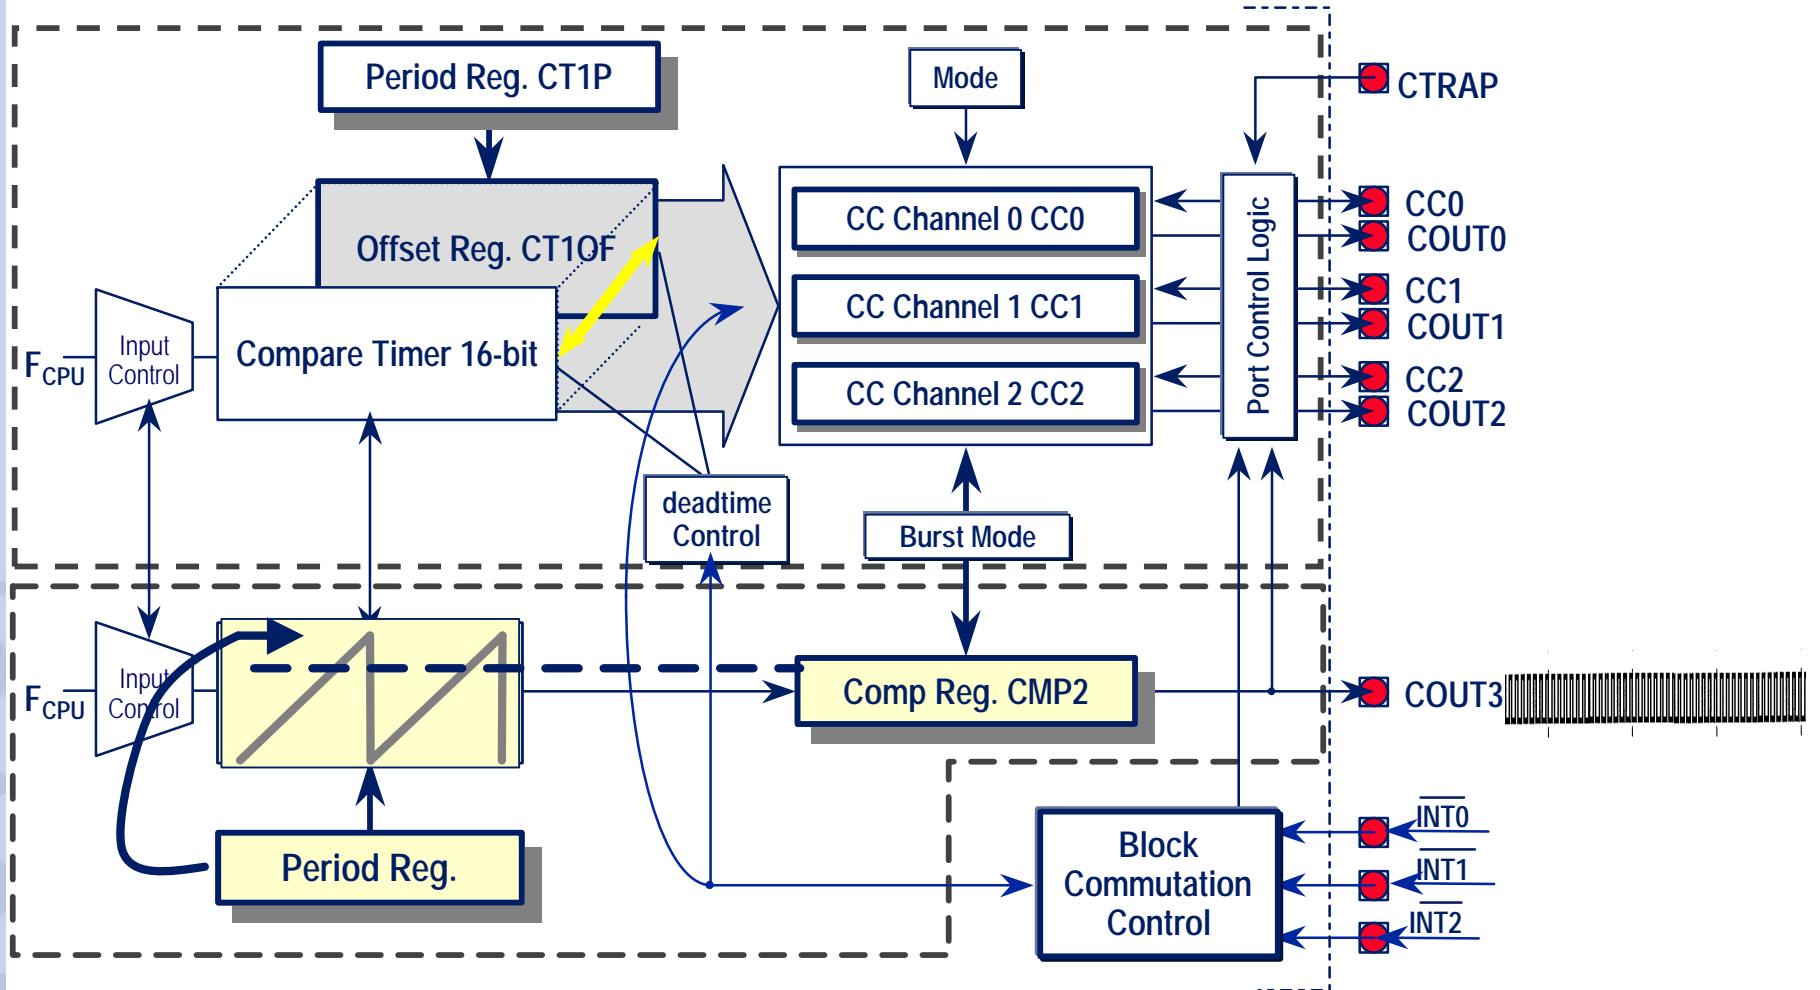 Period Reg. CT1P
Mode
CTRAP
Offset Reg. CT1OF
CC Channel 0 CC0
CC Channel 1 CC1
CC Channel 2 CC2
Port Control Logic
CC0
COUT0
CC1
COUT1
CC2
COUT2
FCPU
Input
Control
Compare Timer 16-bit
deadtime
Control
Burst Mode
FCPU
Input
Control
Comp Reg. CMP2
COUT3
Period Reg.
Block
Commutation
Control
INT0
INT1
INT2